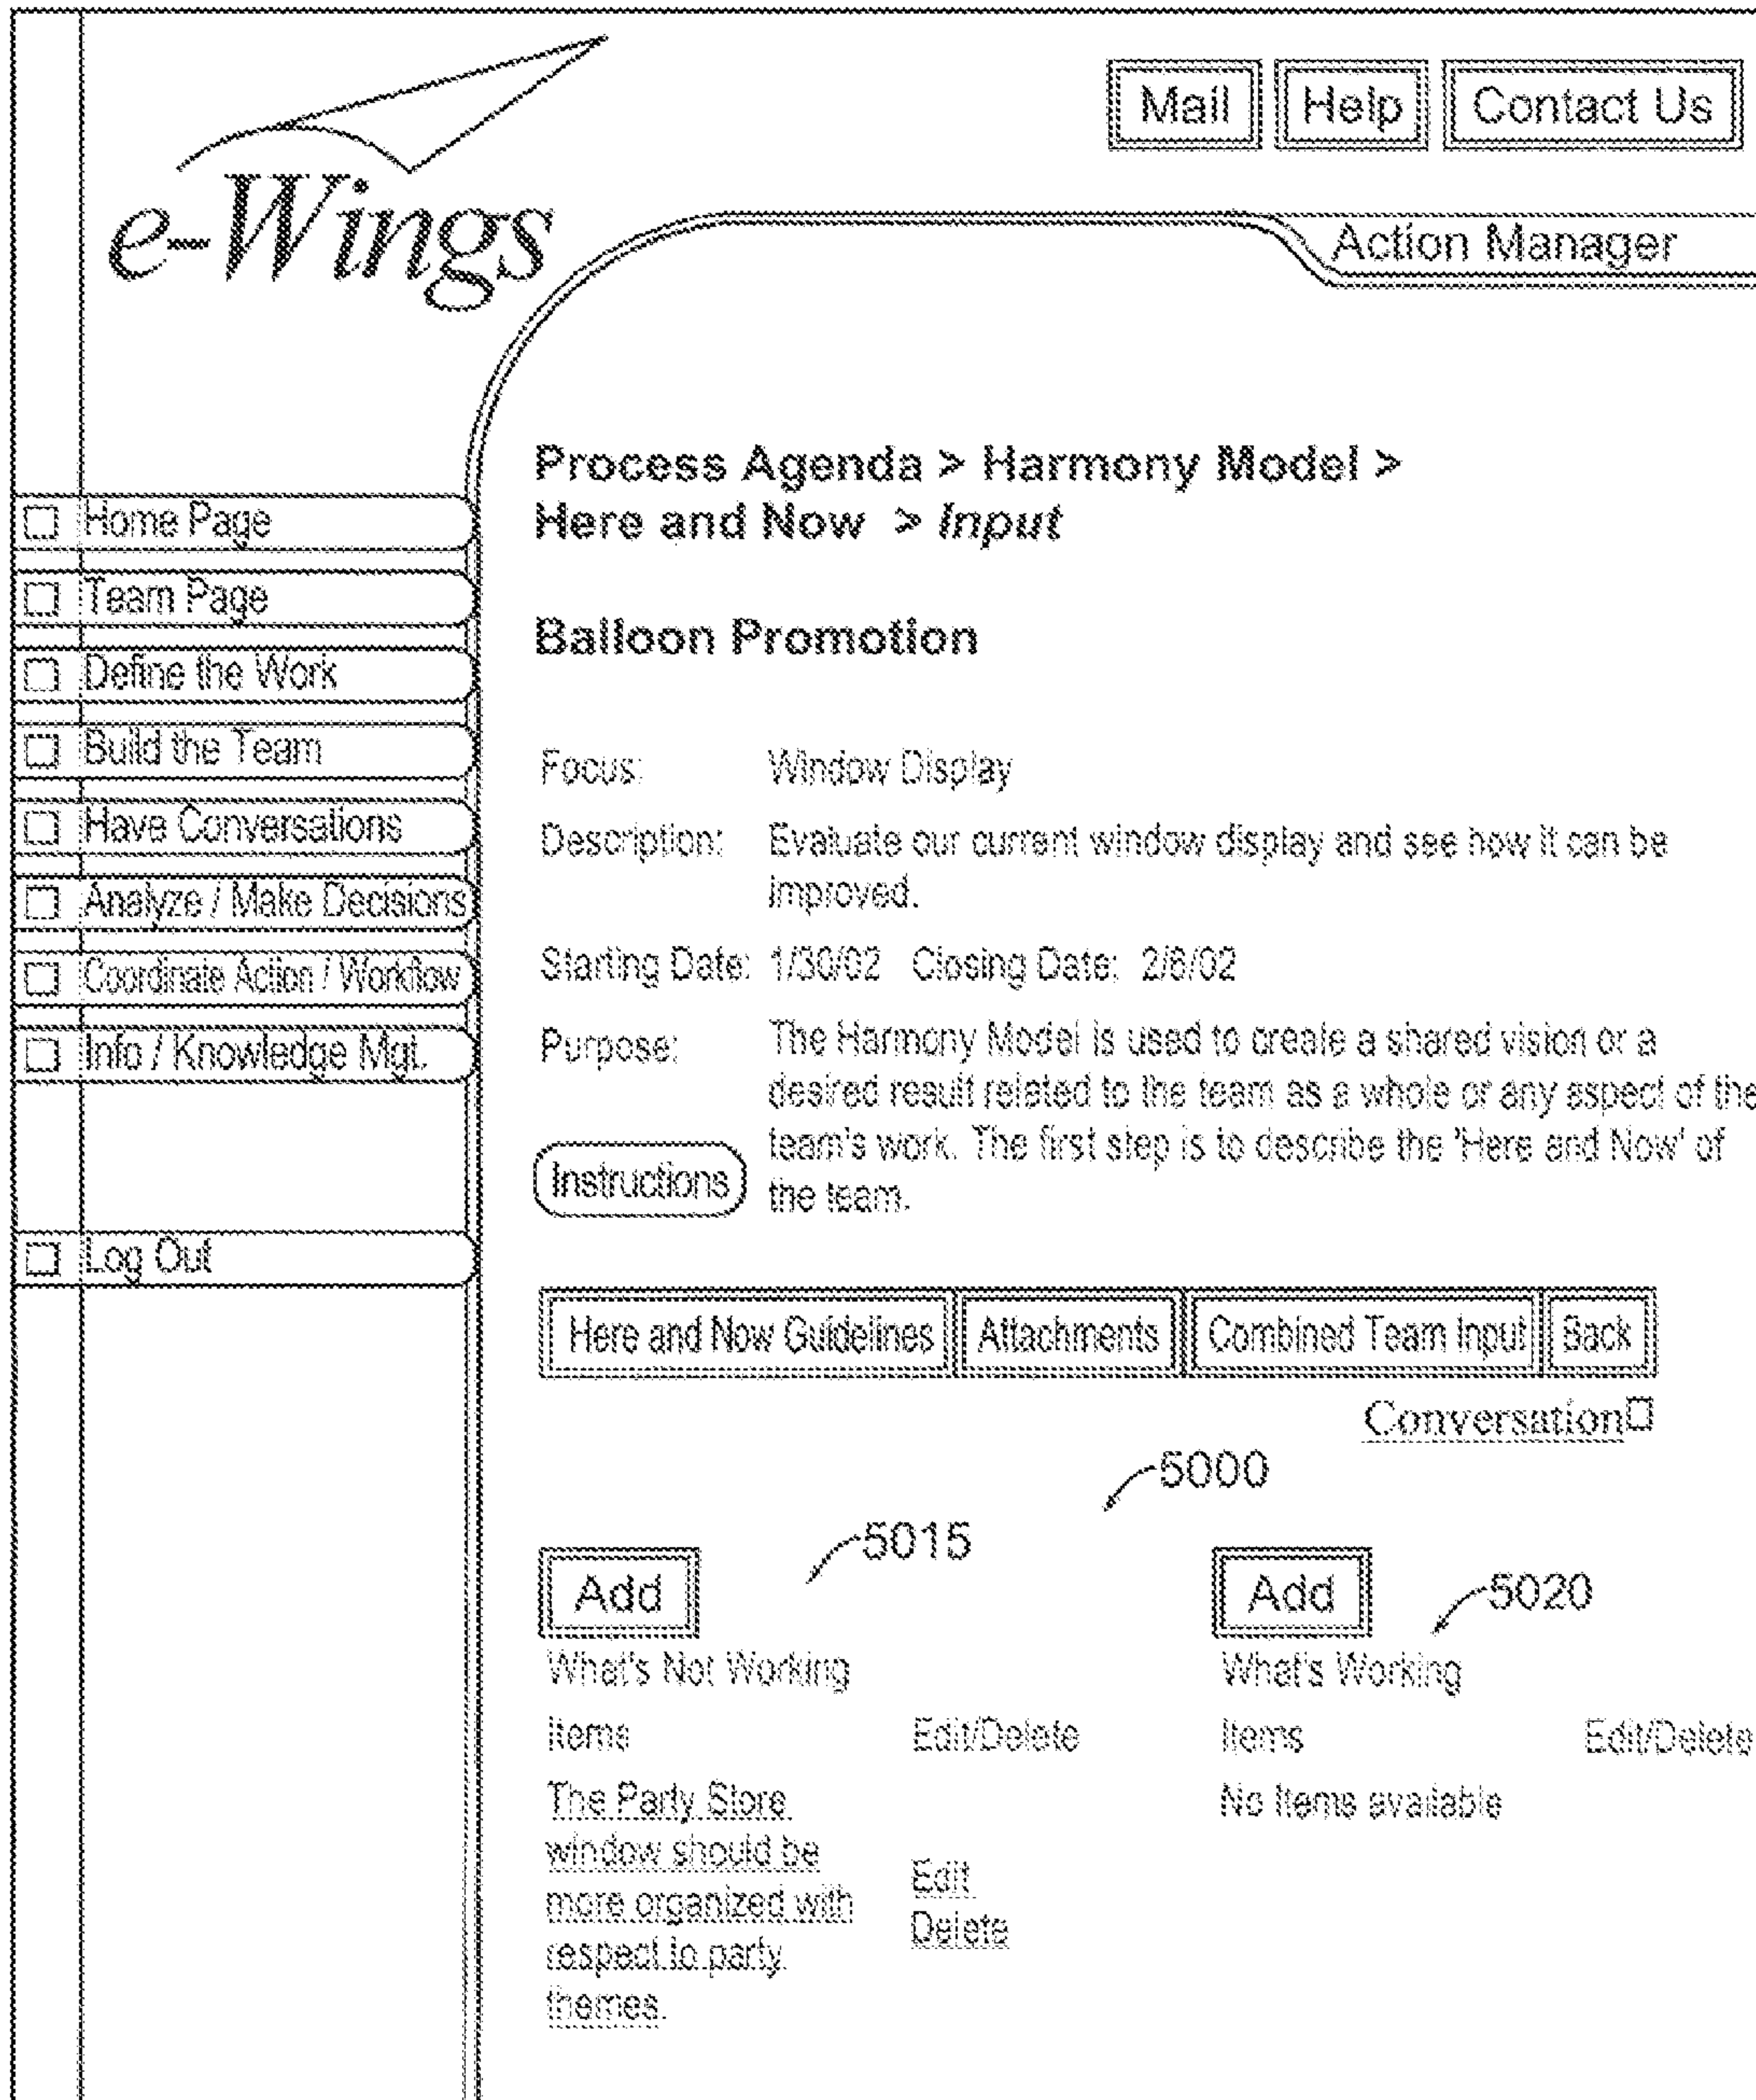 Mail Help Contact Us
e-Wings
Action Manager
Process Agenda > Harmony Model >
Here and Now > Input
Home Page
Team Page
Define the Work
Build the Team
Have Conversations
Analyze / Make Decisions
Coordinate Action / Workflow
Info / Knowledge Mgt.
Log Out
Balloon Promotion
Focus: Window Display
Description: Evaluate our current window display and see how it can be
improved.
Starting Date: 1/30/02 Closing Date: 2/6/02
Purpose: The Harmony Model is used to create a shared vision or a
desired result related to the team as a whole or any aspect of the
team's work. The first step is to describe the 'Here and Now' of
the team.
Instructions
Here and Now Guidelines Attachments Combined Team Input Back
Conversation
5000
5015
5020
Add
What's Not Working
Items Edit/Delete
The Party Store
window should be
more organized with
respect to party
themes.
Edit
Delete
Add
What's Working
Items Edit/Delete
No Items available